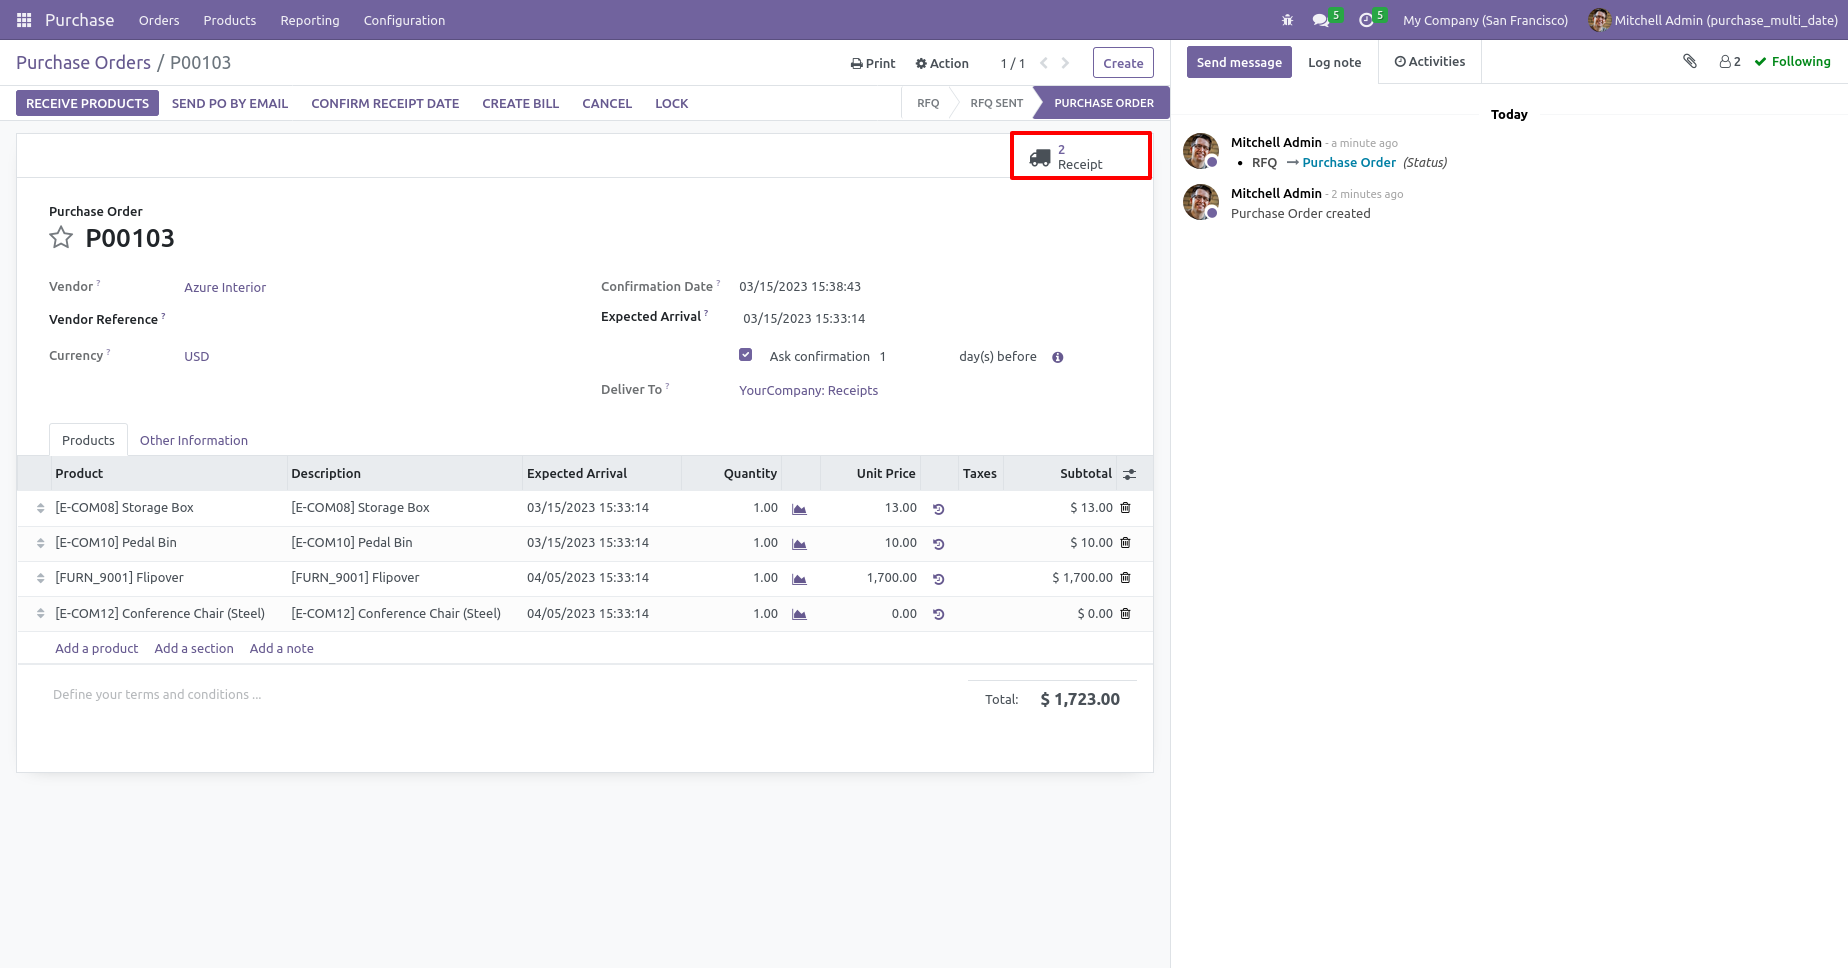 Purchase Orders Products Reporting Configuration 5 5 My Company (San Francisco) Mitchell Admin (purchase_multi_date)
Purchase Orders / P00103 Print Action 1 / 1 Create
RECEIVE PRODUCTS SEND PO BY EMAIL CONFIRM RECEIPT DATE CREATE BILL CANCEL LOCK RFQ RFQ SENT PURCHASE ORDER
2
Receipt
Purchase Order
P00103
Vendor ? Azure Interior
Vendor Reference ?
Currency ? USD
Confirmation Date ? 03/15/2023 15:38:43
Expected Arrival ? 03/15/2023 15:33:14
Ask confirmation 1 day(s) before
Deliver To ? YourCompany: Receipts
Products Other Information
Product Description Expected Arrival Quantity Unit Price Taxes Subtotal
[E-COM08] Storage Box [E-COM08] Storage Box 03/15/2023 15:33:14 1.00 13.00 $ 13.00
[E-COM10] Pedal Bin [E-COM10] Pedal Bin 03/15/2023 15:33:14 1.00 10.00 $ 10.00
[FURN_9001] Flipover [FURN_9001] Flipover 04/05/2023 15:33:14 1.00 1,700.00 $ 1,700.00
[E-COM12] Conference Chair (Steel) [E-COM12] Conference Chair (Steel) 04/05/2023 15:33:14 1.00 0.00 $ 0.00
Add a product Add a section Add a note
Define your terms and conditions ...
Total: $ 1,723.00
Send message Log note Activities 2 Following
Today
Mitchell Admin - a minute ago
• RFQ → Purchase Order (Status)
Mitchell Admin - 2 minutes ago
Purchase Order created